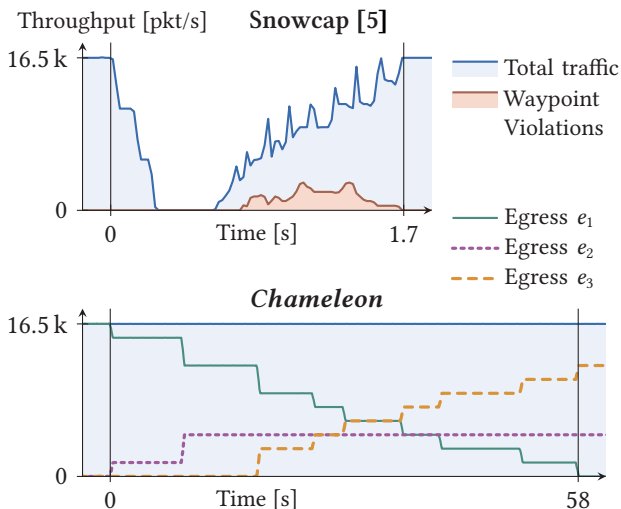 Throughput [pkt/s]
Snowcap [5]
16.5 k
0
0
Time [s]
1.7
Total traffic
Waypoint
Violations
Egress e₁
Egress e₂
Egress e₃
Chameleon
16.5 k
0
0
Time [s]
58